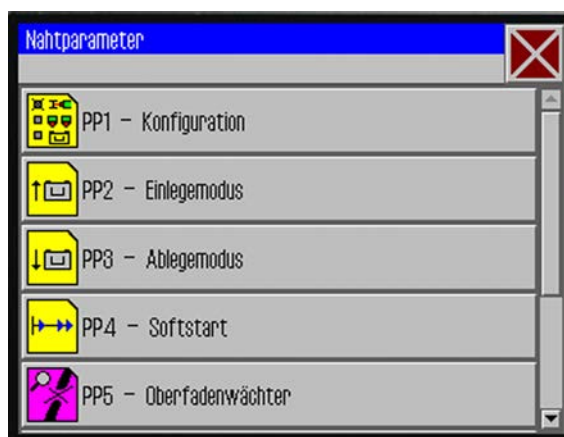 Nahtparameter
PP1 - Konfiguration
PP2 - Einlegemodus
PP3 - Ablegemodus
PP4 - Softstart
PP5 - Oberfadenwächter